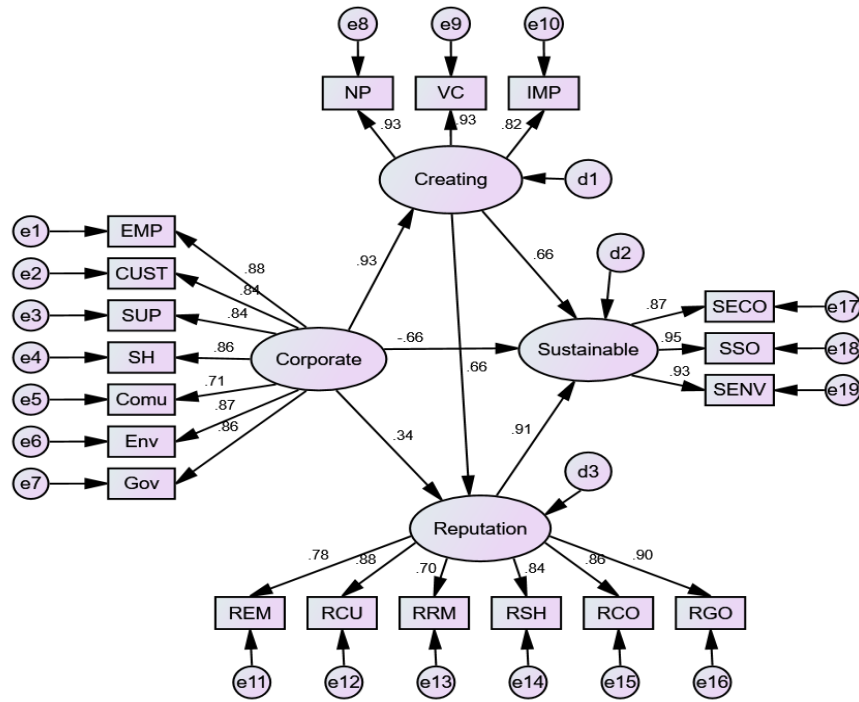 e8 e9 e10
NP VC IMP
.93 .93 .82
Creating d1
e1 EMP
.88 .93 .66 d2
e2 CUST
.84
e3 SUP .84
.87 SECO e17
e4 SH .86 Corporate -.66 Sustainable .95 SSO e18
.66
e5 Comu .71
.93 SENV e19
e6 Env .87
.86 .34 .91
e7 Gov
d3
Reputation
.78 .88 .70 .84 .86 .90
REM RCU RRM RSH RCO RGO
e11 e12 e13 e14 e15 e16